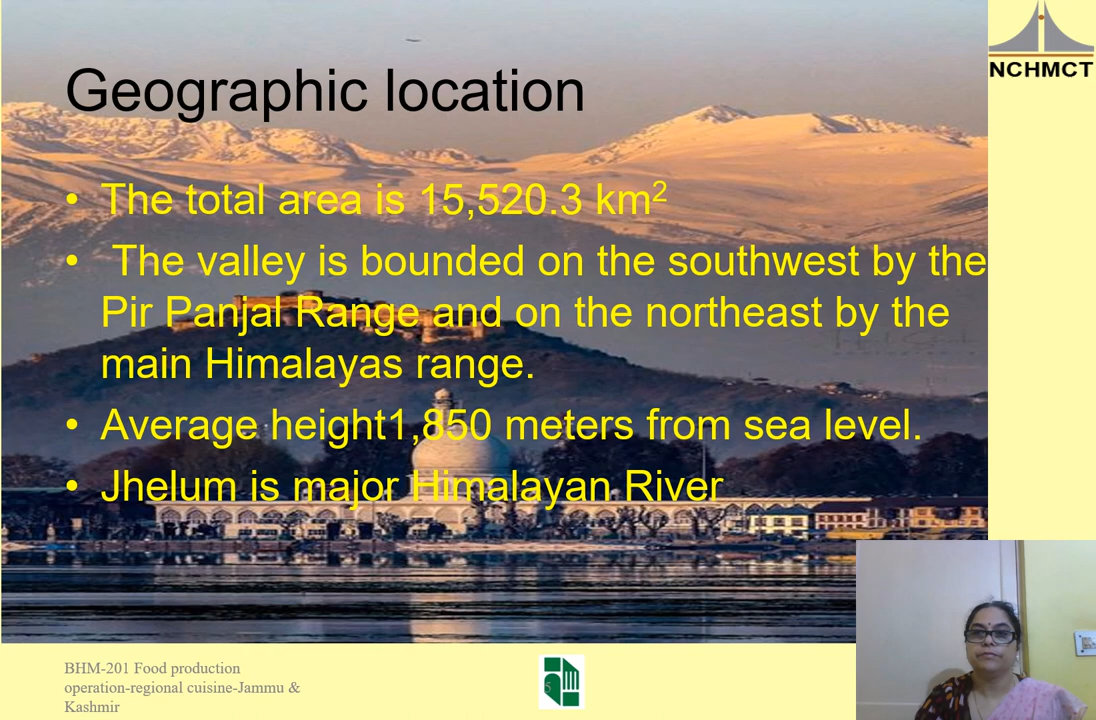 NCHMCT
Geographic location
• The total area is 15,520.3 km²
• The valley is bounded on the southwest by the
Pir Panjal Range and on the northeast by the
main Himalayas range.
• Average height1,850 meters from sea level.
• Jhelum is major Himalayan River
BHM-201 Food production
operation-regional cuisine-Jammu &
Kashmir
5